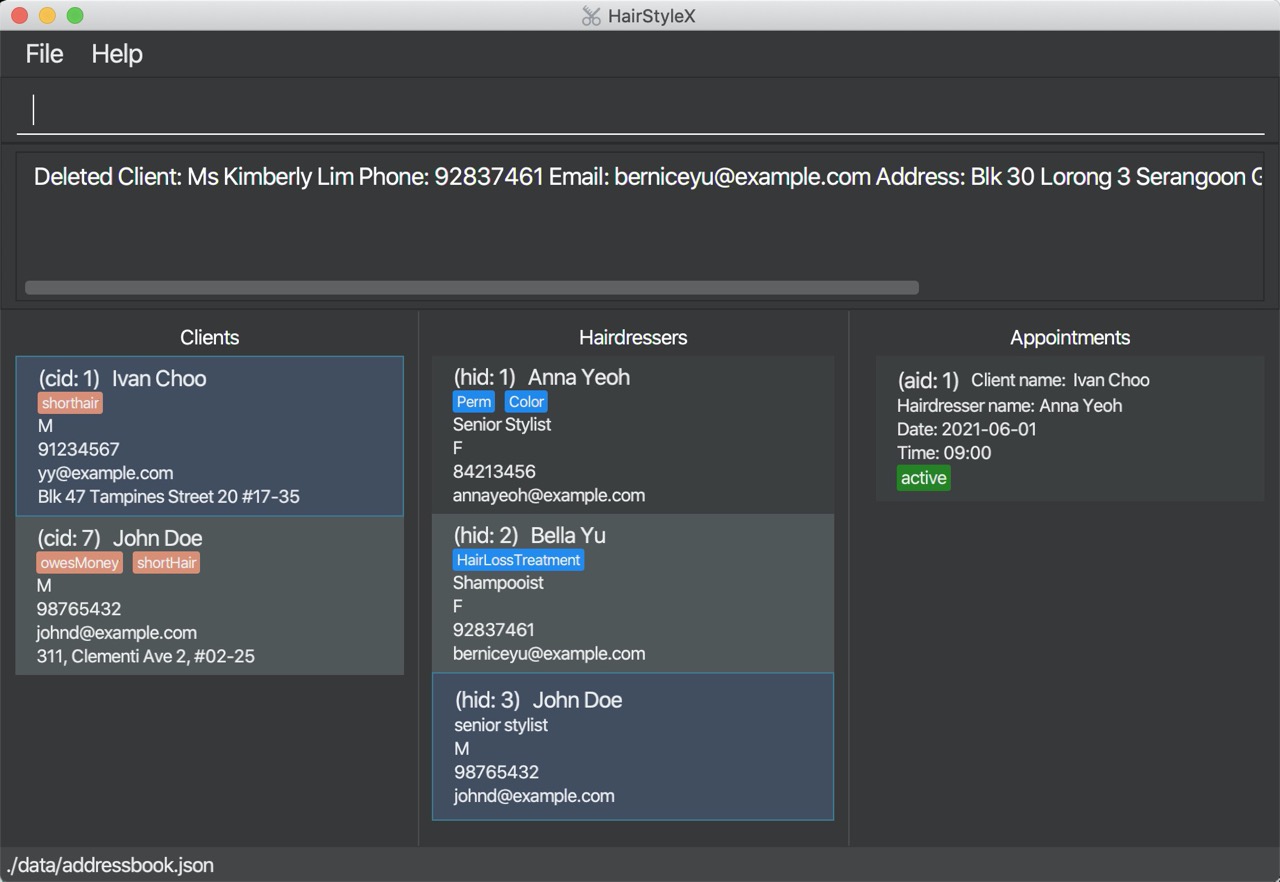 HairStyleX
File Help
Deleted Client: Ms Kimberly Lim Phone: 92837461 Email: berniceyu@example.com Address: Blk 30 Lorong 3 Serangoon G
Clients
(cid: 1) Ivan Choo
shorthair
M
91234567
yy@example.com
Blk 47 Tampines Street 20 #17-35
(cid: 7) John Doe
owesMoney shortHair
M
98765432
johnd@example.com
311, Clementi Ave 2, #02-25
Hairdressers
(hid: 1) Anna Yeoh
Perm Color
Senior Stylist
F
84213456
annayeoh@example.com
(hid: 2) Bella Yu
HairLossTreatment
Shampooist
F
92837461
berniceyu@example.com
(hid: 3) John Doe
senior stylist
M
98765432
johnd@example.com
Appointments
(aid: 1) Client name: Ivan Choo
Hairdresser name: Anna Yeoh
Date: 2021-06-01
Time: 09:00
active
./data/addressbook.json